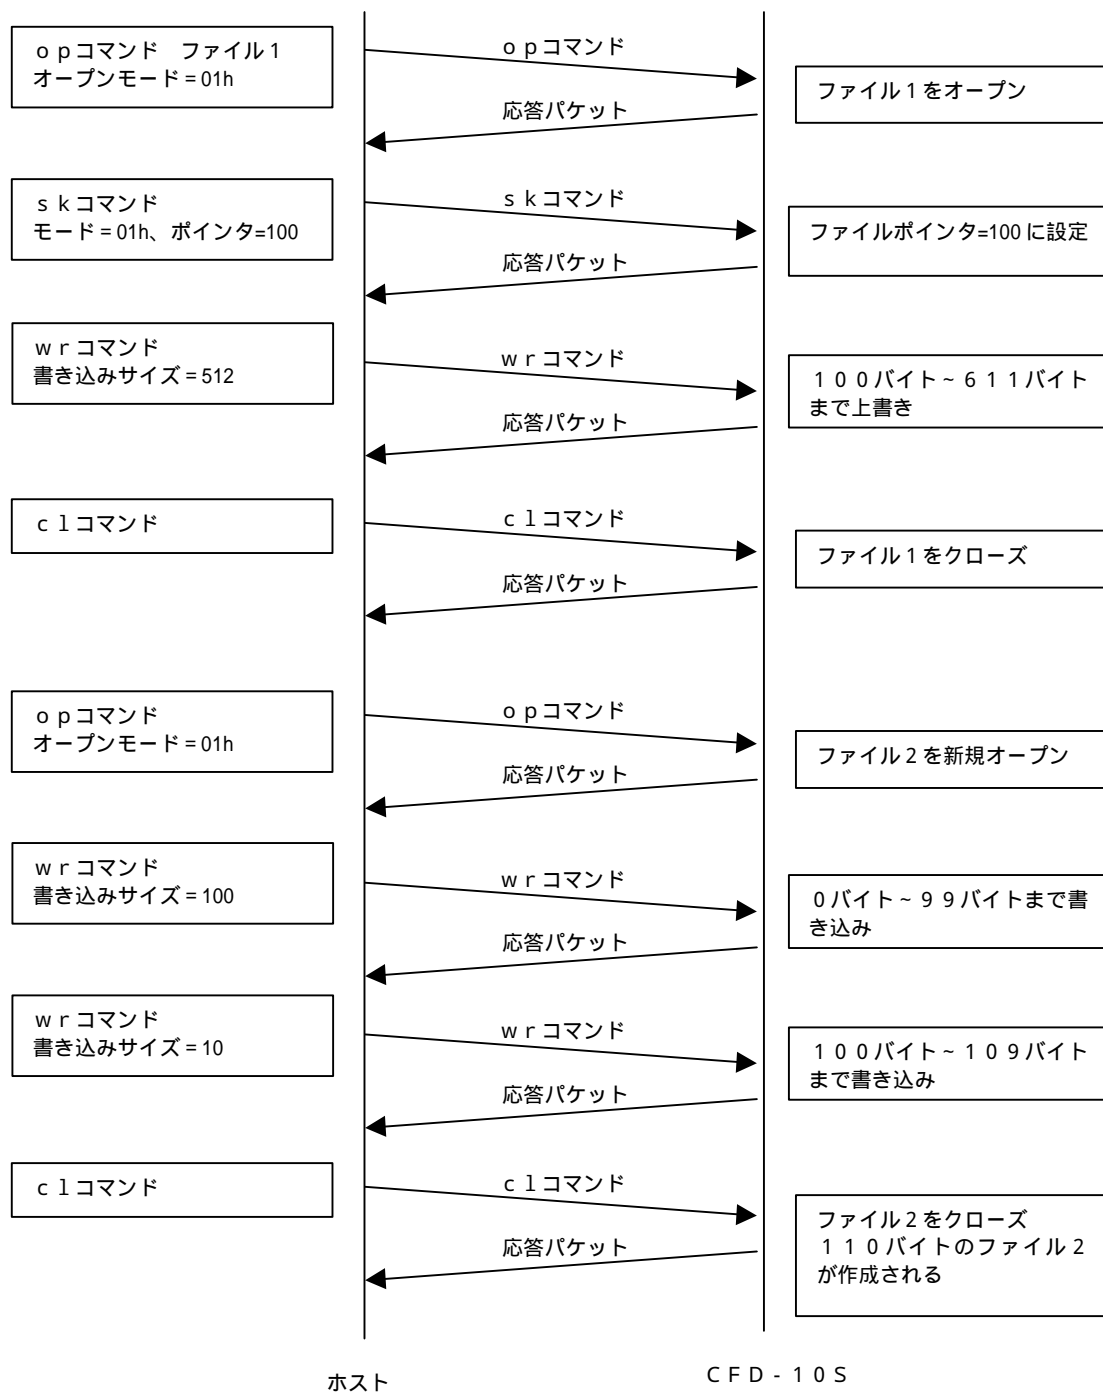 ｏｐコマンド　ファイル１
オープンモード＝01h
ｏｐコマンド
ファイル１をオープン
応答パケット
ｓｋコマンド
モード＝01h、ポインタ=100
ｓｋコマンド
ファイルポインタ=100に設定
応答パケット
ｗｒコマンド
書き込みサイズ＝512
ｗｒコマンド
１００バイト～６１１バイト
まで上書き
応答パケット
ｃｌコマンド
ｃｌコマンド
ファイル１をクローズ
応答パケット
ｏｐコマンド
オープンモード＝01h
ｏｐコマンド
ファイル２を新規オープン
応答パケット
ｗｒコマンド
書き込みサイズ＝100
ｗｒコマンド
０バイト～９９バイトまで書
き込み
応答パケット
ｗｒコマンド
書き込みサイズ＝10
ｗｒコマンド
１００バイト～１０９バイト
まで書き込み
応答パケット
ｃｌコマンド
ｃｌコマンド
ファイル２をクローズ
１１０バイトのファイル２
が作成される
応答パケット
ホスト
ＣＦＤ－１０Ｓ